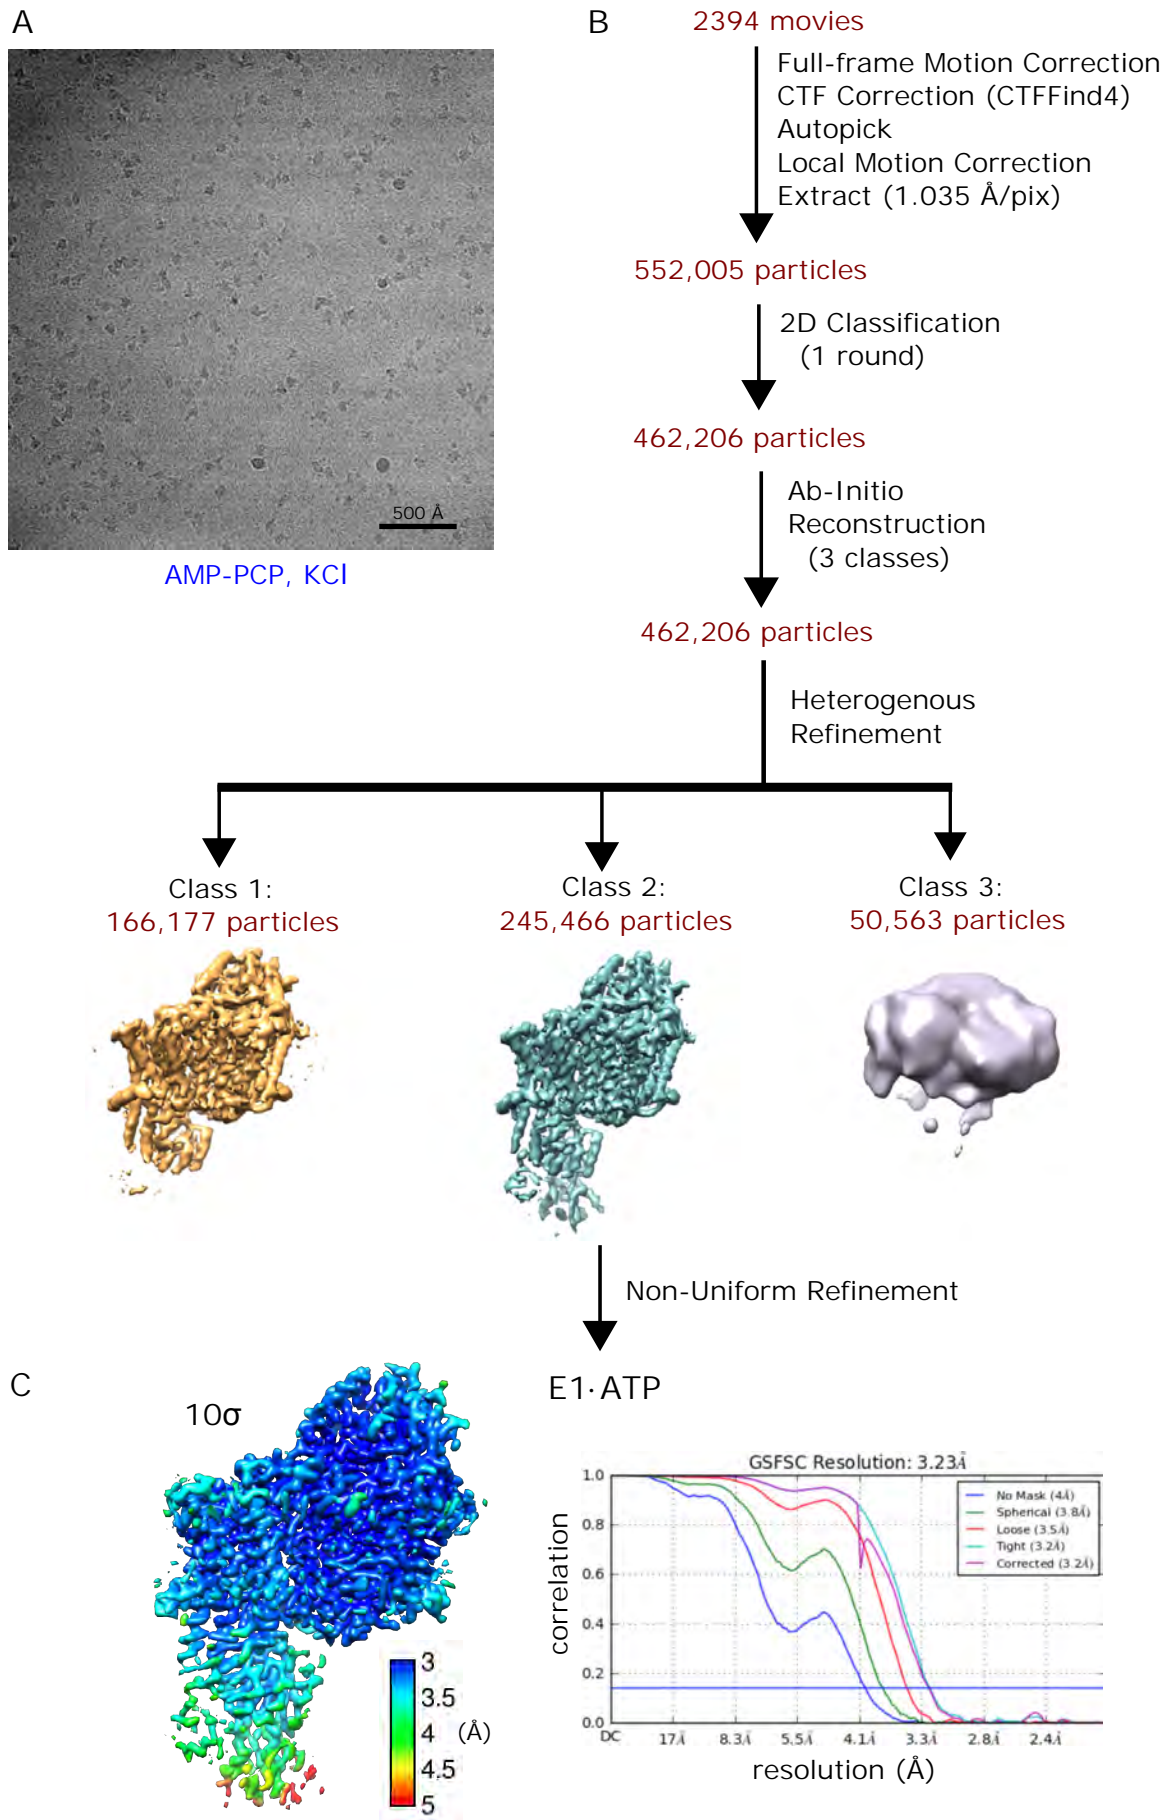 A
500 Å
AMP-PCP, KCl
B
2394 movies
Full-frame Motion Correction
CTF Correction (CTFFind4)
Autopick
Local Motion Correction
Extract (1.035 Å/pix)
552,005 particles
2D Classification
(1 round)
462,206 particles
Ab-Initio
Reconstruction
(3 classes)
462,206 particles
Heterogenous
Refinement
Class 1:
166,177 particles
Class 2:
245,466 particles
Class 3:
50,563 particles
Non-Uniform Refinement
C
10σ
3
3.5
4
4.5
5
(Å)
E1·ATP
GSFSC Resolution: 3.23Å
No Mask (4Å)
Spherical (3.8Å)
Loose (3.5Å)
Tight (3.2Å)
Corrected (3.2Å)
1.0
0.8
0.6
0.4
0.2
0.0
correlation
DC
17Å
8.3Å
5.5Å
4.1Å
3.3Å
2.8Å
2.4Å
resolution (Å)